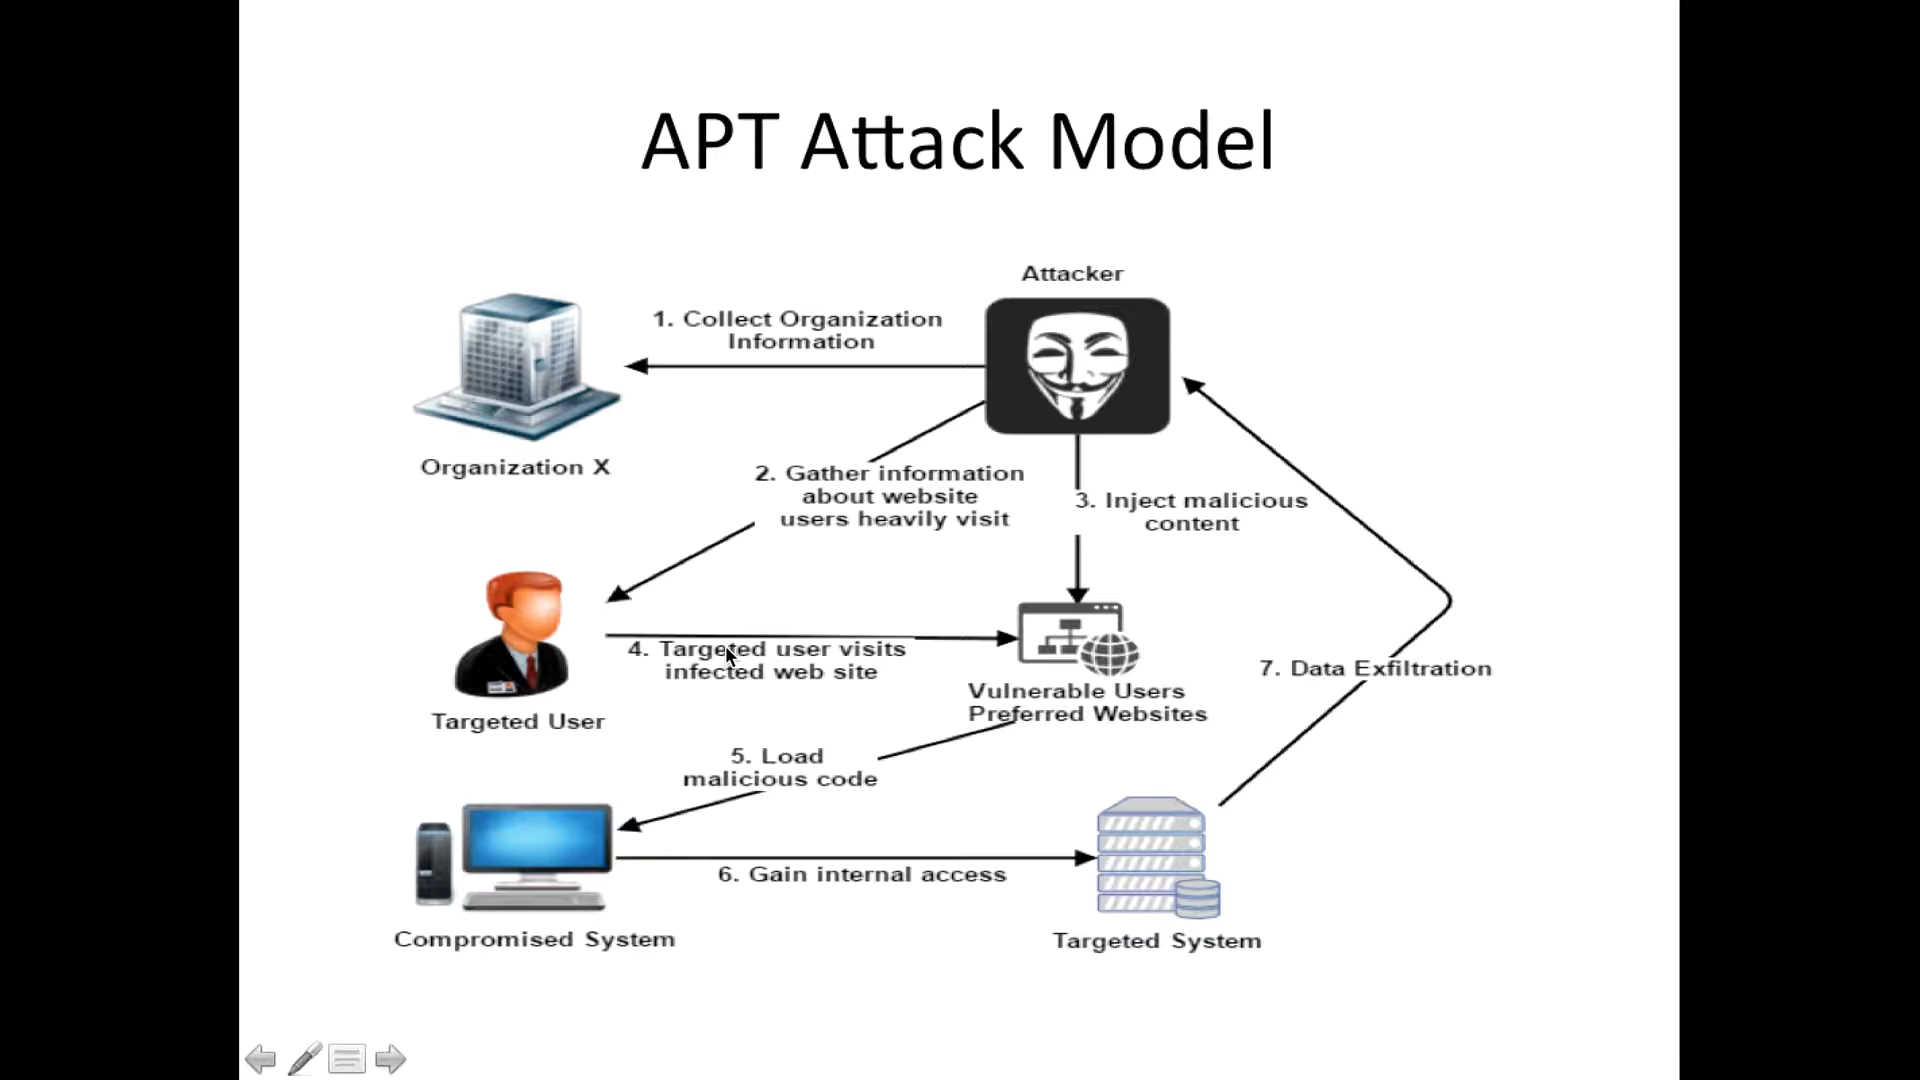 APT Attack Model
Attacker
1. Collect Organization
Information
Organization X
2. Gather information
about website
users heavily visit
3. Inject malicious
content
4. Targeted user visits
infected web site
Targeted User
Vulnerable Users
Preferred Websites
7. Data Exfiltration
5. Load
malicious code
6. Gain internal access
Compromised System
Targeted System